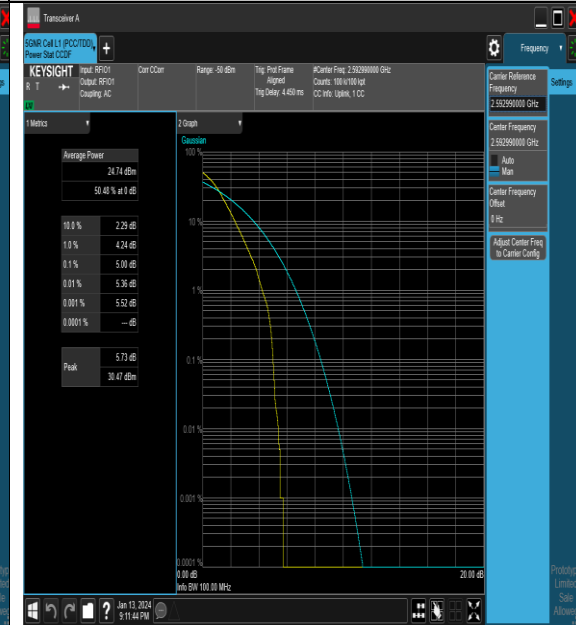 Transceiver A
5GNR Cell L1 (PCC/TDD),
Power Stat CCDF
+
Frequency
KEYSIGHT
R T
Input: RFIO1
Output: RFIO1
Coupling: AC
Corr CCorr
Range: -50 dBm
Trig: Prot Frame
Aligned
Trig Delay: 4.450 ms
#Center Freq: 2.592990000 GHz
Counts: 100 k/100 kpt
CC Info: Uplink, 1 CC
Carrier Reference
Frequency
2.592990000 GHz
Settings
Center Frequency
2.592990000 GHz
Auto
Man
Center Frequency
Offset
0 Hz
Adjust Center Freq
to Carrier Config
1 Metrics
Average Power
24.74 dBm
50.48 % at 0 dB
10.0 % 2.29 dB
1.0 % 4.24 dB
0.1 % 5.00 dB
0.01 % 5.36 dB
0.001 % 5.52 dB
0.0001 % --- dB
Peak
5.73 dB
30.47 dBm
2 Graph
Gaussian
100 %
10 %
1 %
0.1 %
0.01 %
0.001 %
0.0001 %
0.00 dB
20.00 dB
Info BW 100.00 MHz
?
Jan 13, 2024
9:11:44 PM